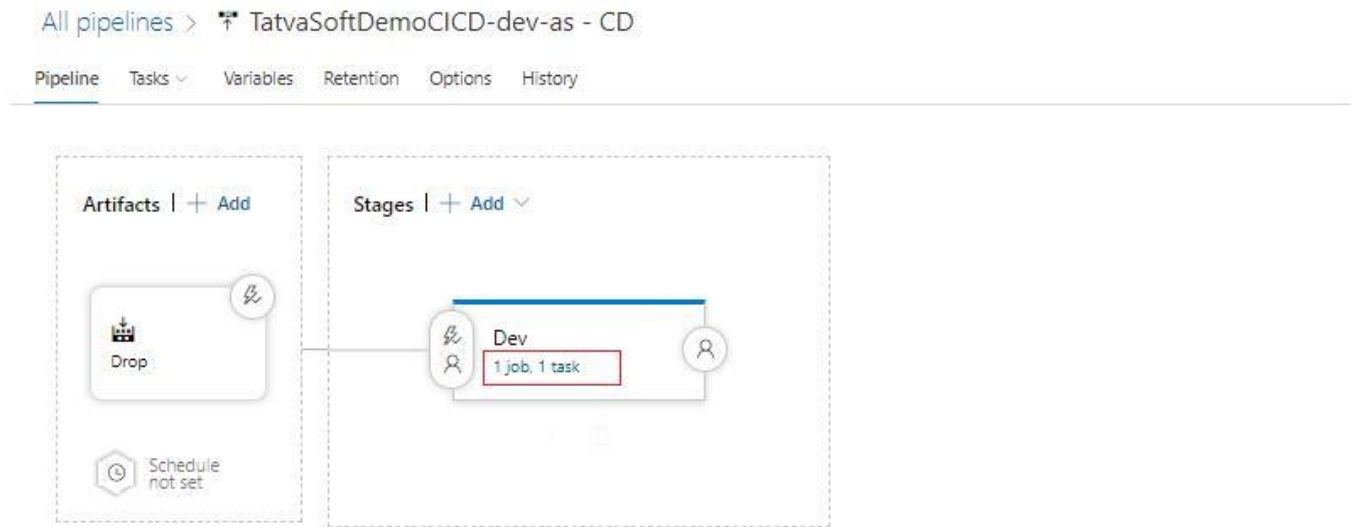 All pipelines > TatvaSoftDemoCICD-dev-as - CD
Pipeline Tasks Variables Retention Options History
Artifacts | + Add
Stages | + Add
Drop
Dev
1 job, 1 task
Schedule
not set